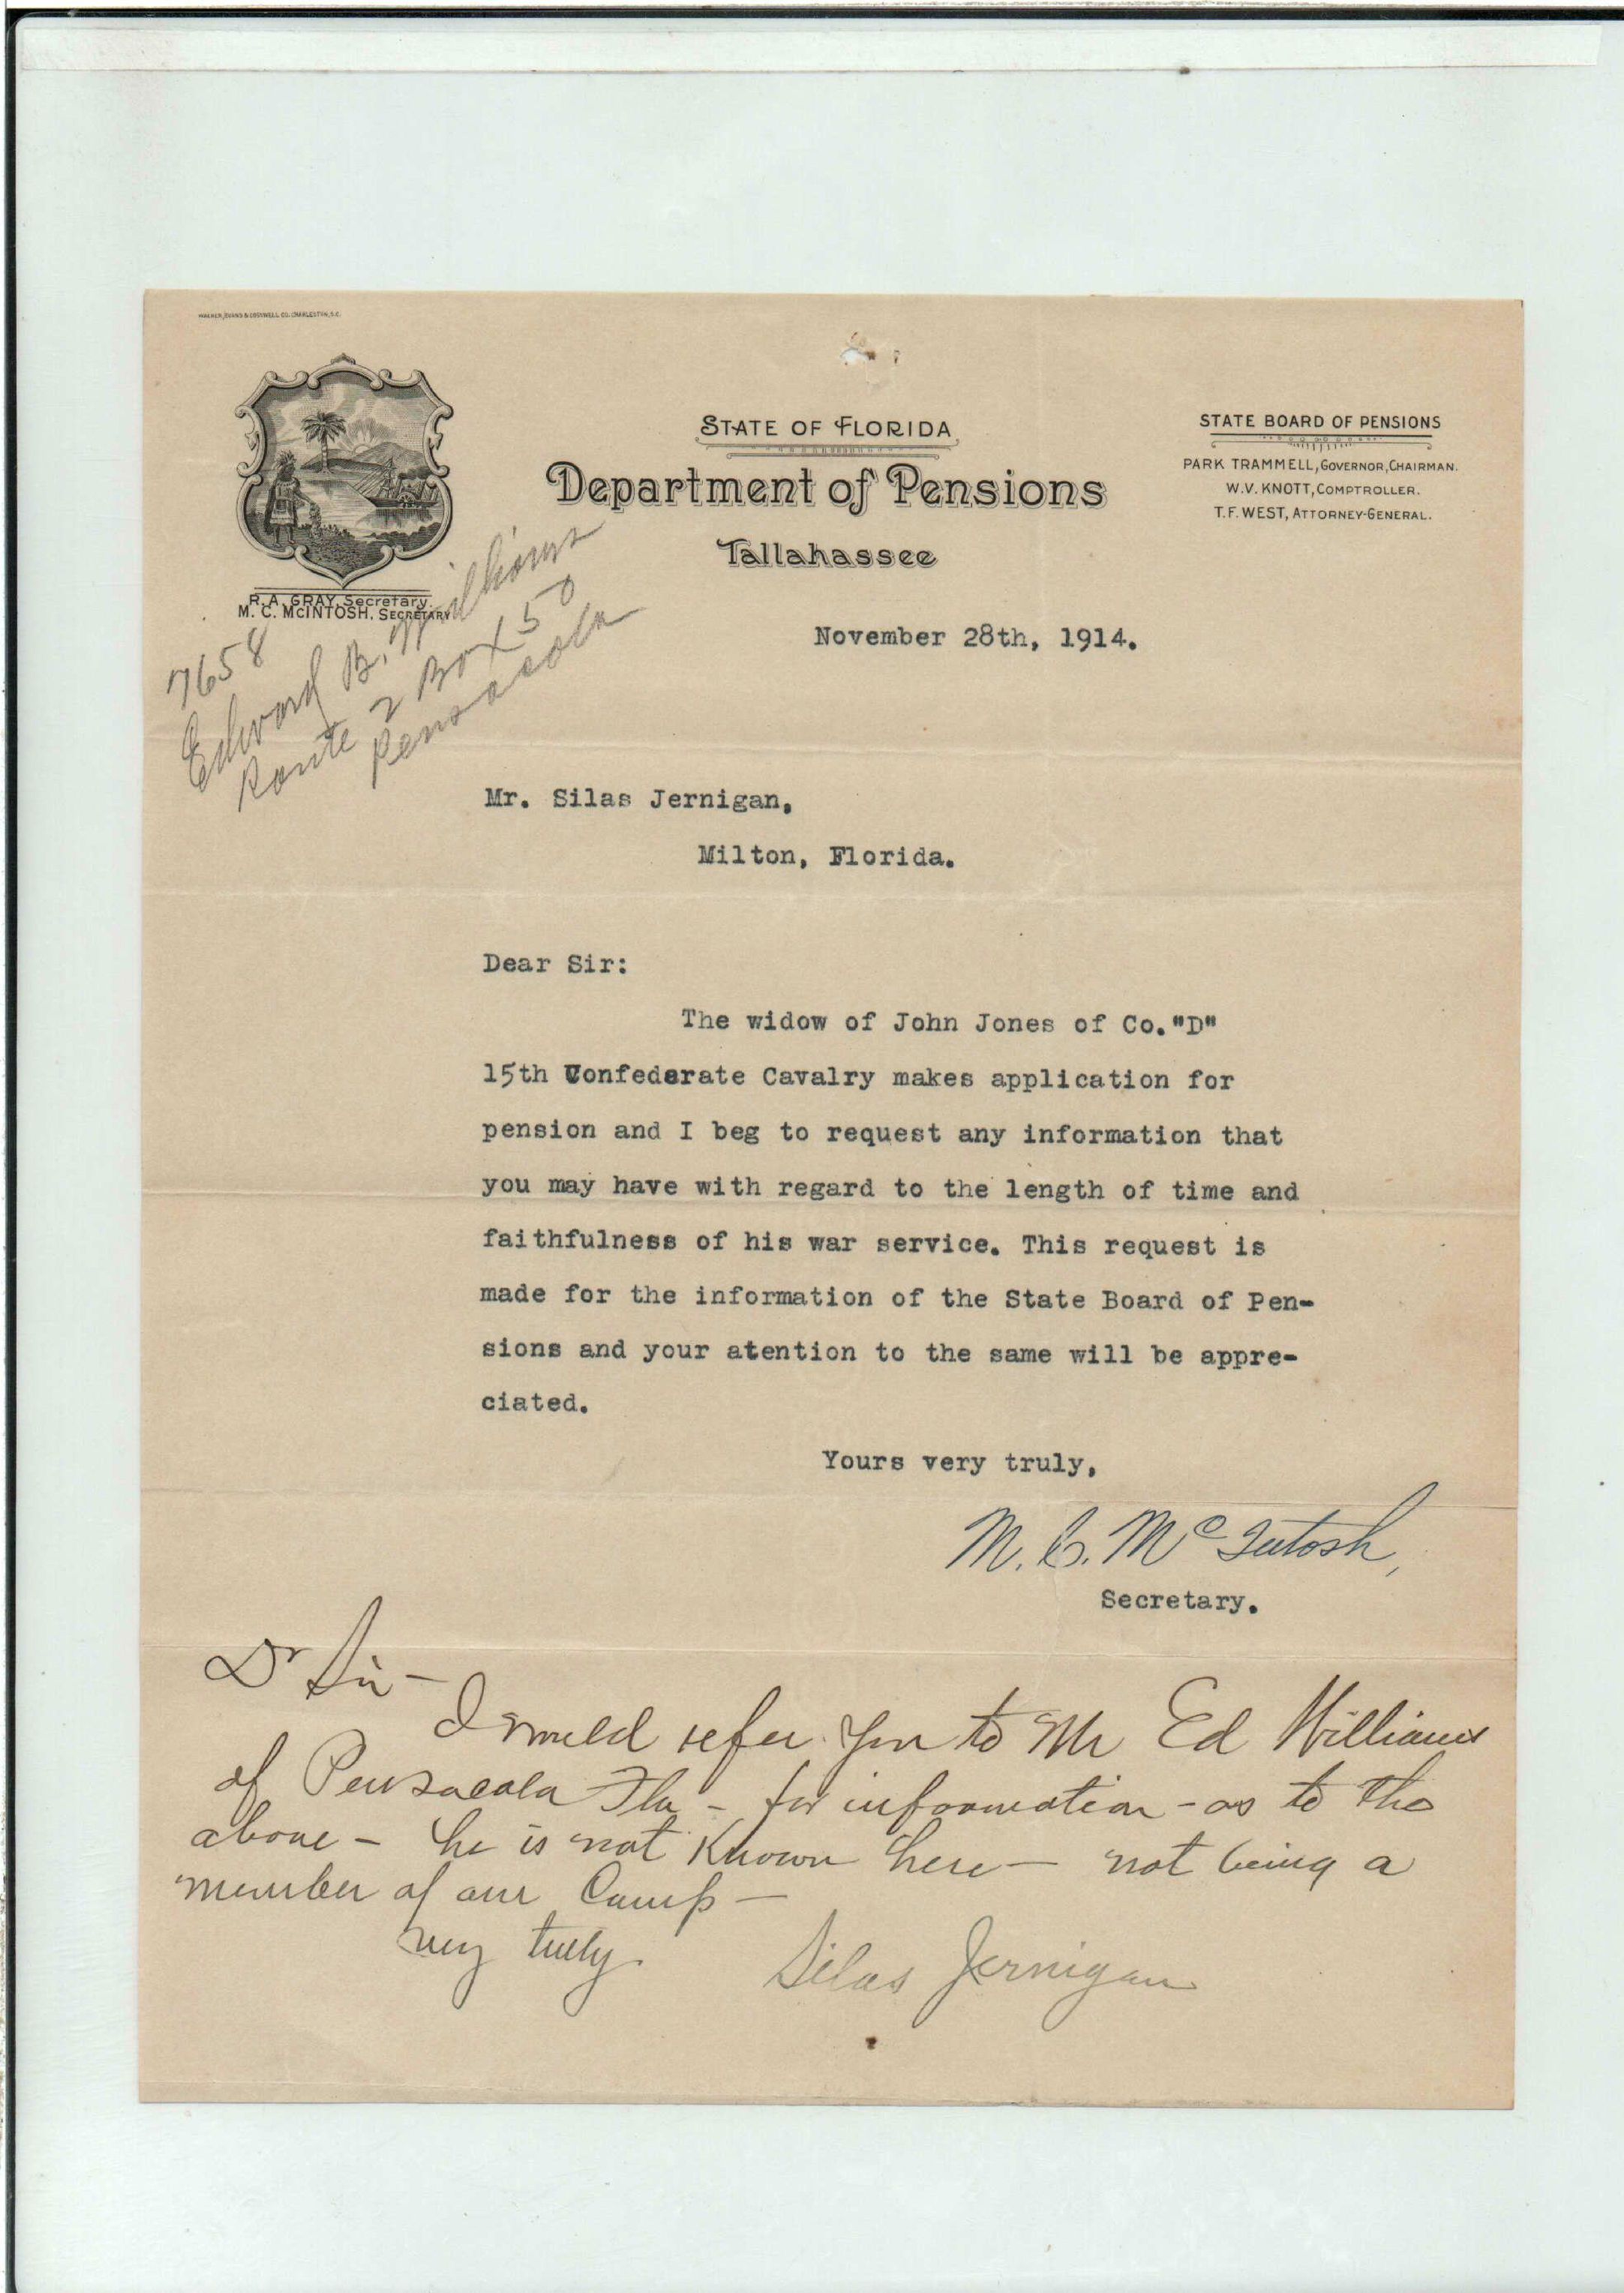 WALKER, EVANS & COGSWELL CO. CHARLESTON, S.C.
STATE OF FLORIDA
Department of Pensions
Tallahassee
STATE BOARD OF PENSIONS
PARK TRAMMELL, GOVERNOR, CHAIRMAN.
W.V. KNOTT, COMPTROLLER.
T.F. WEST, ATTORNEY-GENERAL.
R.A. GRAY, Secretary.
M. C. McINTOSH, SECRETARY
7658
Edward B. Williams
Route 2 Box 50
Pensacola
November 28th, 1914.
Mr. Silas Jernigan,
Milton, Florida.
Dear Sir:
The widow of John Jones of Co."D"
15th Confederate Cavalry makes application for
pension and I beg to request any information that
you may have with regard to the length of time and
faithfulness of his war service. This request is
made for the information of the State Board of Pen-
sions and your atention to the same will be appre-
ciated.
Yours very truly,
M. C. McIntosh,
Secretary.
Dr Sir -
I would refer you to Mr Ed Williams
of Pensacola Fla - for information - as to the
above - he is not Known here - not being a
member of our Camp -
very truly
Silas Jernigan